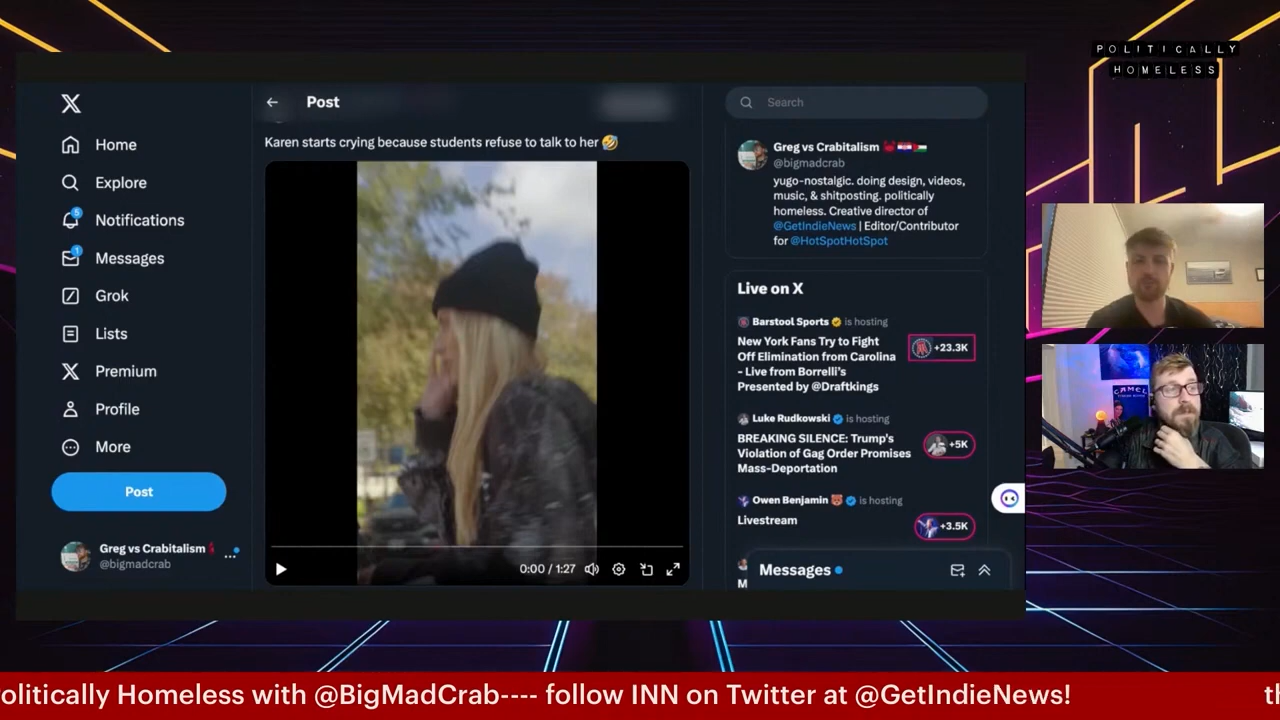 POLITICALLY
HOMELESS
X
Home
Explore
5
Notifications
1
Messages
Grok
Lists
Premium
Profile
More
Post
Greg vs Crabitalism
@bigmadcrab
Post
Karen starts crying because students refuse to talk to her 🤣
0:00 / 1:27
Search
Greg vs Crabitalism
@bigmadcrab
yugo-nostalgic. doing design, videos,
music, & shitposting. politically
homeless. Creative director of
@GetIndieNews | Editor/Contributor
for @HotSpotHotSpot
Live on X
Barstool Sports is hosting
New York Fans Try to Fight
Off Elimination from Carolina
- Live from Borrelli's
Presented by @Draftkings
+23.3K
Luke Rudkowski is hosting
BREAKING SILENCE: Trump's
Violation of Gag Order Promises
Mass-Deportation
+5K
Owen Benjamin 🐻 is hosting
Livestream
+3.5K
M
Messages
CAMEL
olitically Homeless with @BigMadCrab---- follow INN on Twitter at @GetIndieNews!
th